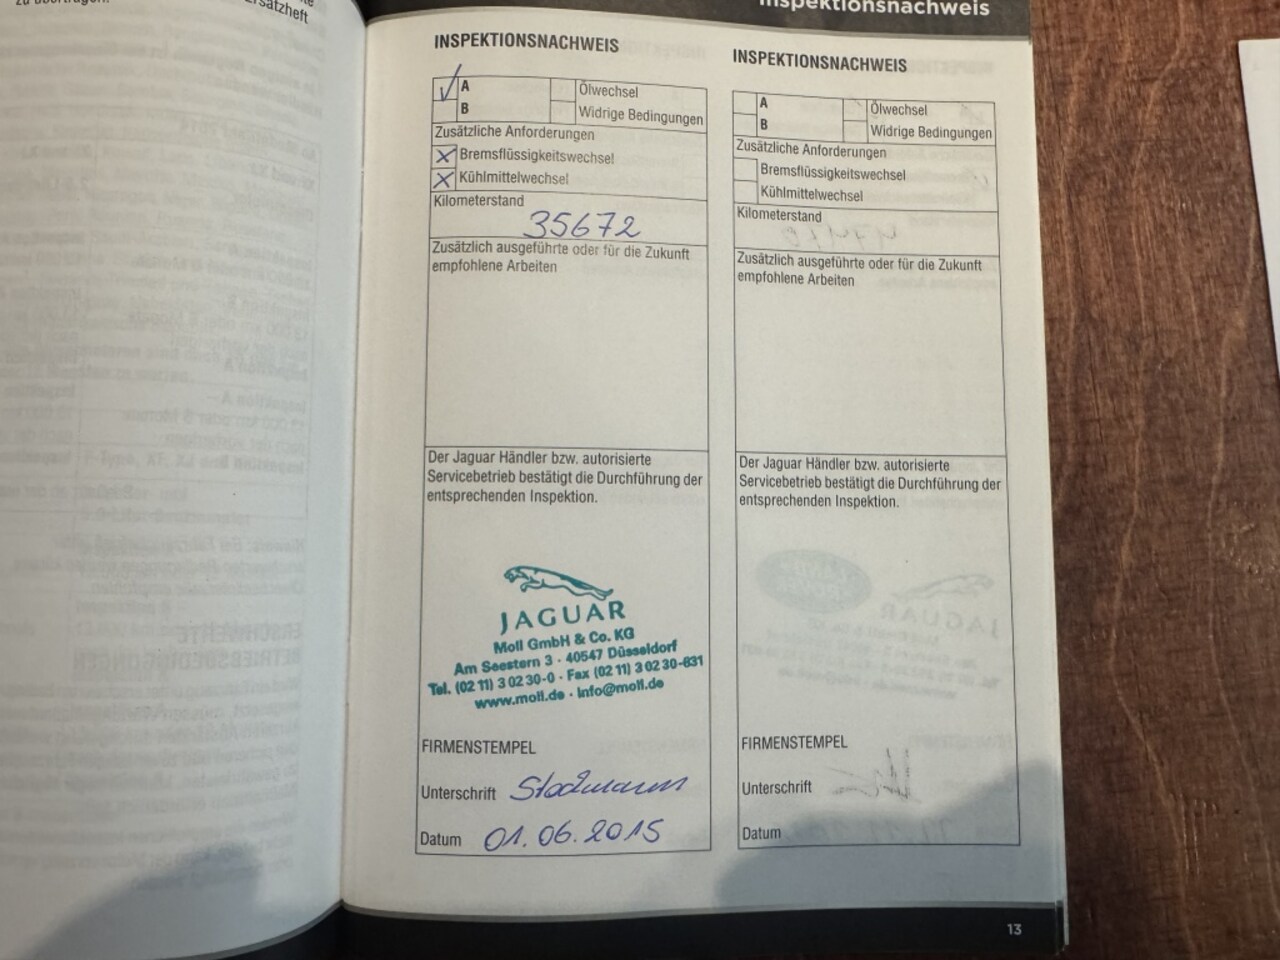 Ersatzheft
Inspektionsnachweis
INSPEKTIONSNACHWEIS
A
Ölwechsel
B
Widrige Bedingungen
Zusätzliche Anforderungen
Bremsflüssigkeitswechsel
Kühlmittelwechsel
Kilometerstand
35672
Zusätzlich ausgeführte oder für die Zukunft
empfohlene Arbeiten
Der Jaguar Händler bzw. autorisierte
Servicebetrieb bestätigt die Durchführung der
entsprechenden Inspektion.
JAGUAR
Moll GmbH & Co. KG
Am Seestern 3 · 40547 Düsseldorf
Tel. (02 11) 3 02 30-0 · Fax (02 11) 3 02 30-631
www.moll.de · info@moll.de
FIRMENSTEMPEL
Unterschrift Stadmann
Datum 01.06.2015
INSPEKTIONSNACHWEIS
A
Ölwechsel
B
Widrige Bedingungen
Zusätzliche Anforderungen
Bremsflüssigkeitswechsel
Kühlmittelwechsel
Kilometerstand
Zusätzlich ausgeführte oder für die Zukunft
empfohlene Arbeiten
Der Jaguar Händler bzw. autorisierte
Servicebetrieb bestätigt die Durchführung der
entsprechenden Inspektion.
FIRMENSTEMPEL
Unterschrift
Datum
13